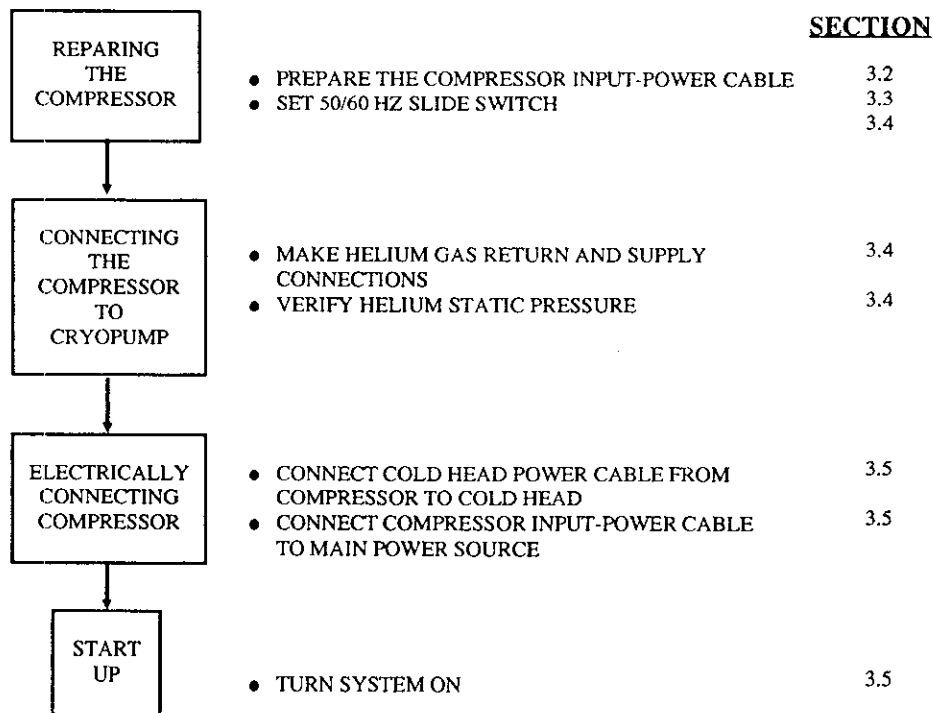 SECTION
REPARING
THE
COMPRESSOR
● PREPARE THE COMPRESSOR INPUT-POWER CABLE 3.2
● SET 50/60 HZ SLIDE SWITCH 3.3
3.4
CONNECTING
THE
COMPRESSOR
TO
CRYOPUMP
● MAKE HELIUM GAS RETURN AND SUPPLY 3.4
CONNECTIONS
● VERIFY HELIUM STATIC PRESSURE 3.4
ELECTRICALLY
CONNECTING
COMPRESSOR
● CONNECT COLD HEAD POWER CABLE FROM 3.5
COMPRESSOR TO COLD HEAD
● CONNECT COMPRESSOR INPUT-POWER CABLE 3.5
TO MAIN POWER SOURCE
START
UP
● TURN SYSTEM ON 3.5